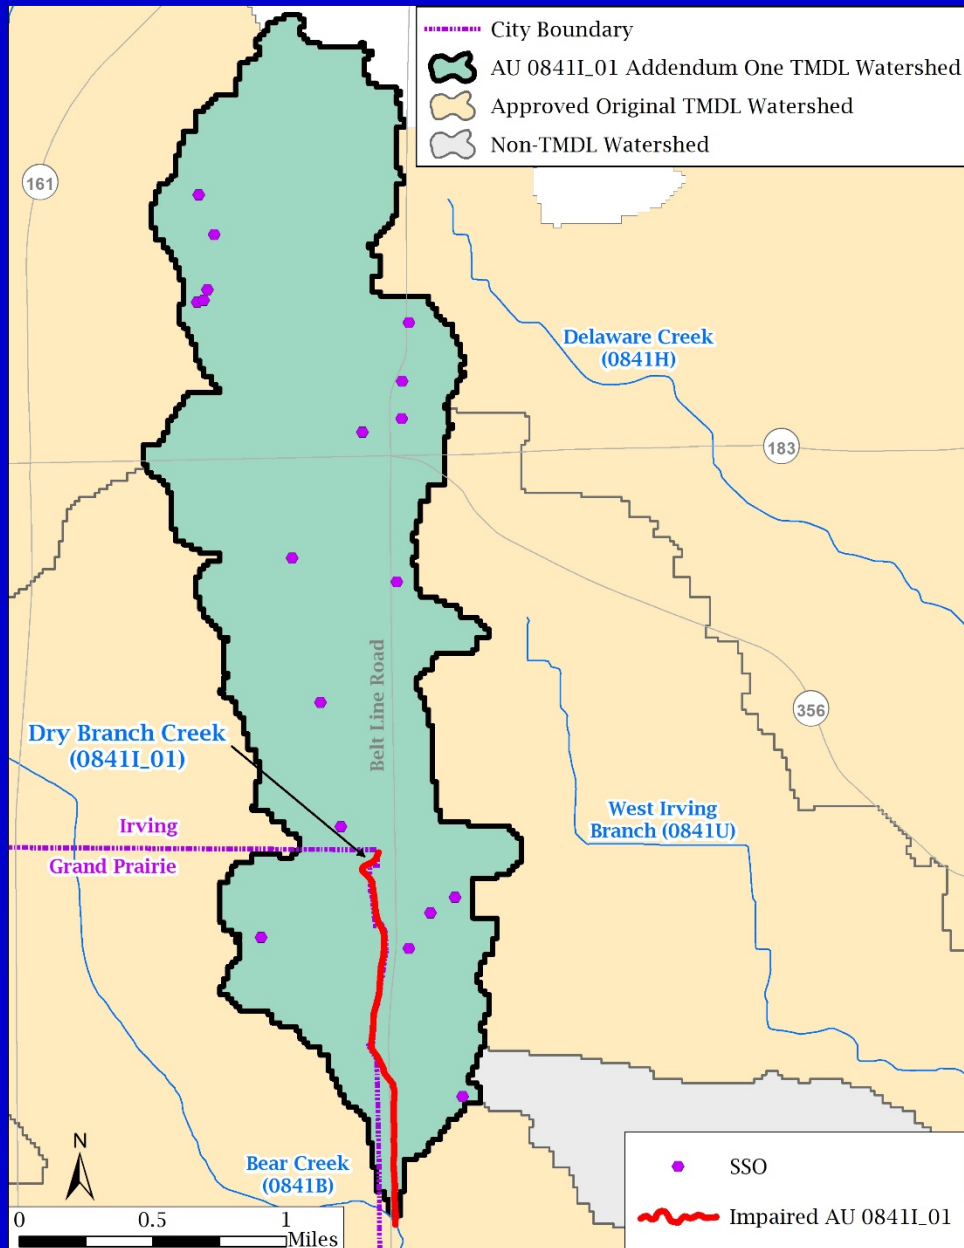 City Boundary
AU 0841I_01 Addendum One TMDL Watershed
Approved Original TMDL Watershed
Non-TMDL Watershed
161
Delaware Creek
(0841H)
183
Belt Line Road
356
Dry Branch Creek
(0841I_01)
West Irving
Branch (0841U)
Irving
Grand Prairie
N
Bear Creek
(0841B)
0 0.5 1
Miles
SSO
Impaired AU 0841I_01